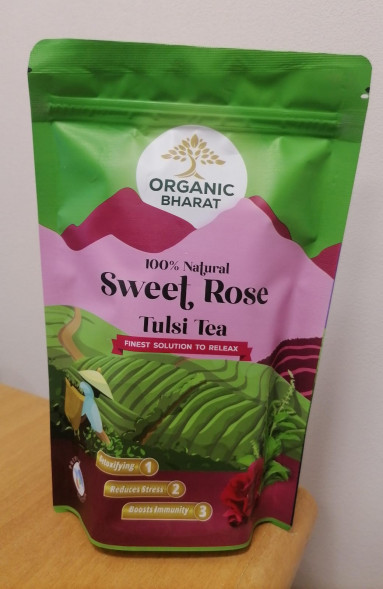 ORGANIC
BHARAT
100% Natural
Sweet Rose
Tulsi Tea
FINEST SOLUTION TO RELEAX
Detoxifying 1
Reduces Stress 2
Boosts Immunity 3